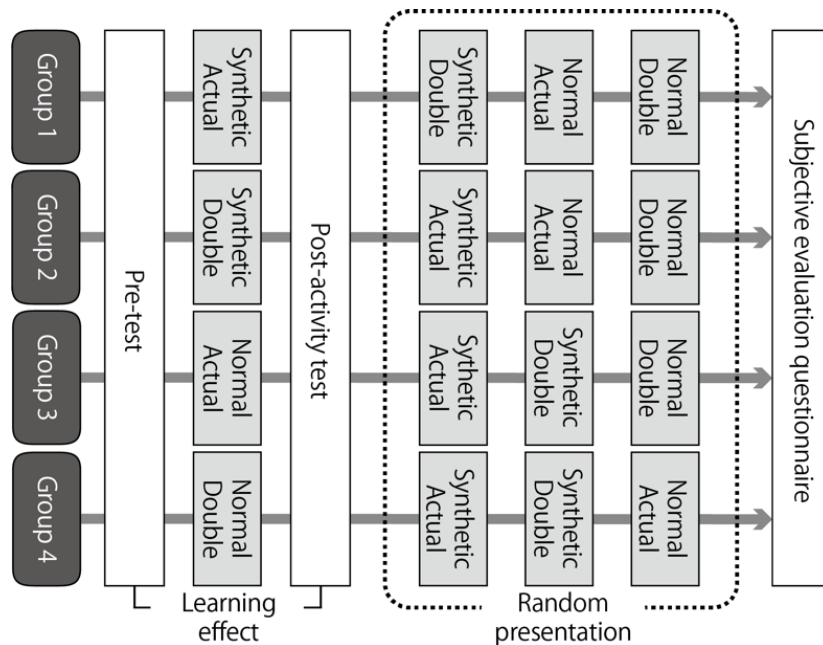 Group 1
Group 2
Group 3
Group 4
Pre-test
Synthetic
Actual
Synthetic
Double
Normal
Actual
Normal
Double
Post-activity test
Synthetic
Double
Normal
Actual
Normal
Double
Synthetic
Actual
Normal
Actual
Normal
Double
Sythetic
Actual
Synthetic
Double
Normal
Double
Synthetic
Actual
Synthetic
Double
Normal
Actual
Subjective evaluation questionnaire
Learning
effect
Random
presentation